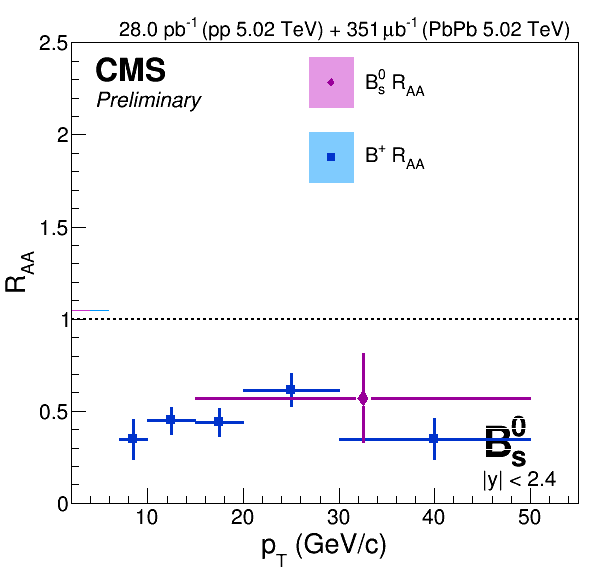 28.0 pb⁻¹ (pp 5.02 TeV) + 351 μb⁻¹ (PbPb 5.02 TeV)
CMS
Preliminary
B⁰ₛ R_AA
B⁺ R_AA
R_AA
2.5
2
1.5
1
0.5
0
B⁰ₛ
|y| < 2.4
10 20 30 40 50
p_T (GeV/c)